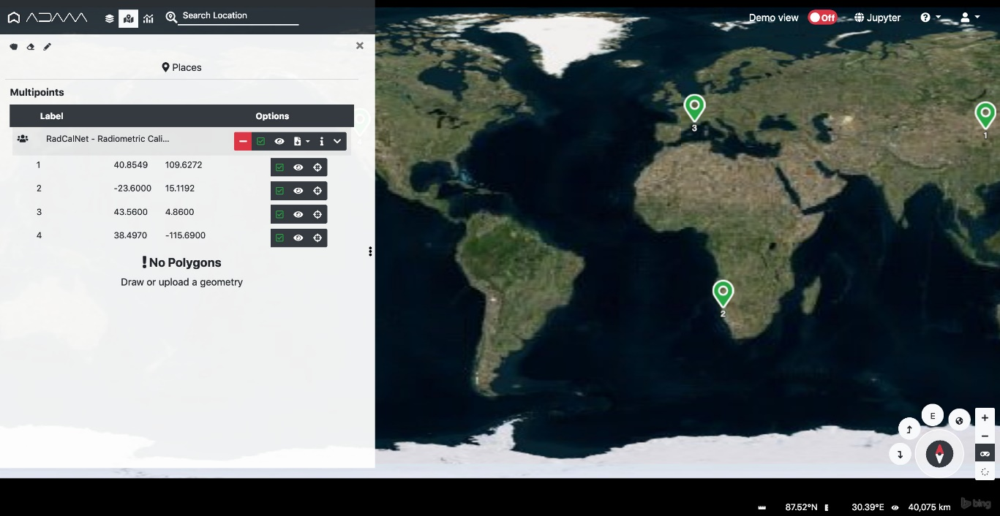 ADAM
Search Location
Demo view
Off
Jupyter
Places
Multipoints
Label Options
RadCalNet - Radiometric Cali...
1 40.8549 109.6272
2 -23.6000 15.1192
3 43.5600 4.8600
4 38.4970 -115.6900
No Polygons
Draw or upload a geometry
3
1
2
E
87.52°N 30.39°E 40,075 km
bing